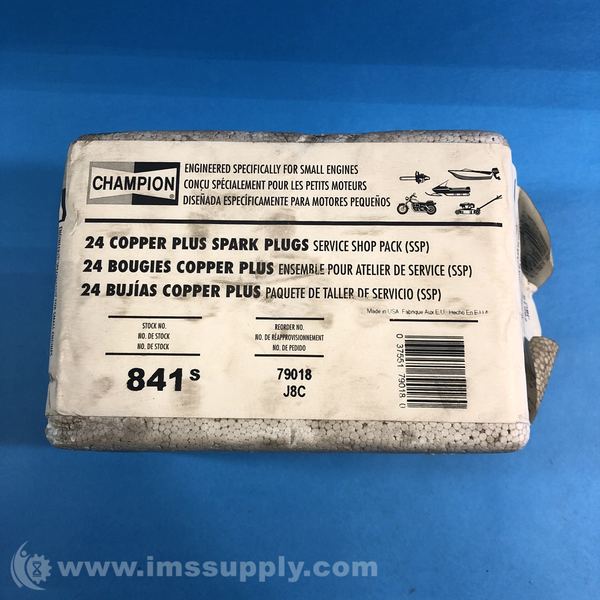 CHAMPION
ENGINEERED SPECIFICALLY FOR SMALL ENGINES
CONÇU SPÉCIALEMENT POUR LES PETITS MOTEURS
DISEÑADA ESPECÍFICAMENTE PARA MOTORES PEQUEÑOS
24 COPPER PLUS SPARK PLUGS SERVICE SHOP PACK (SSP)
24 BOUGIES COPPER PLUS ENSEMBLE POUR ATELIER DE SERVICE (SSP)
24 BUJÍAS COPPER PLUS PAQUETE DE TALLER DE SERVICIO (SSP)
Made in USA Fabrique Aux E.U. Hecho En E.U.A.
STOCK NO.
NO. DE STOCK
NO. DE STOCK
841 S
REORDER NO.
NO. DE RÉAPPROVISIONNEMENT
NO. DE PEDIDO
79018
J8C
0 37551 79018 0
www.imssupply.com